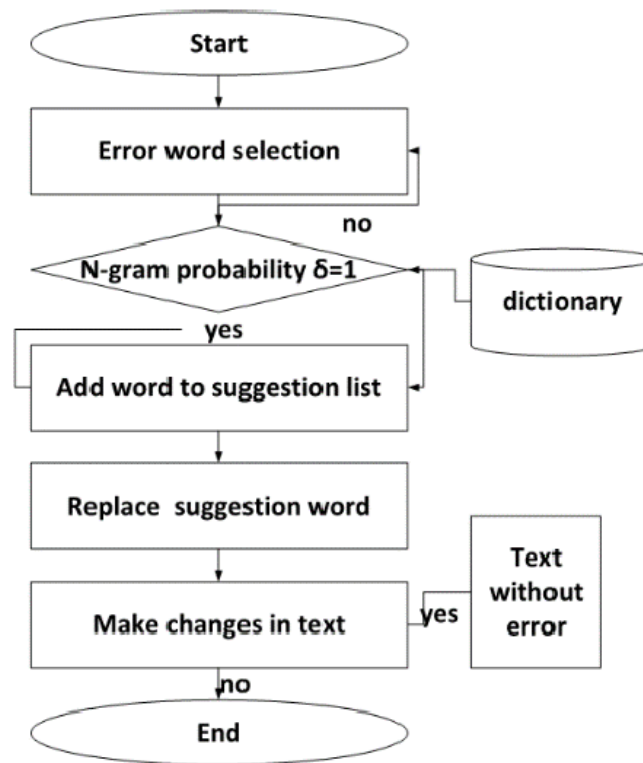 Start
Error word selection
no
N-gram probability δ=1
dictionary
yes
Add word to suggestion list
Replace suggestion word
Text
without
error
Make changes in text
yes
no
End